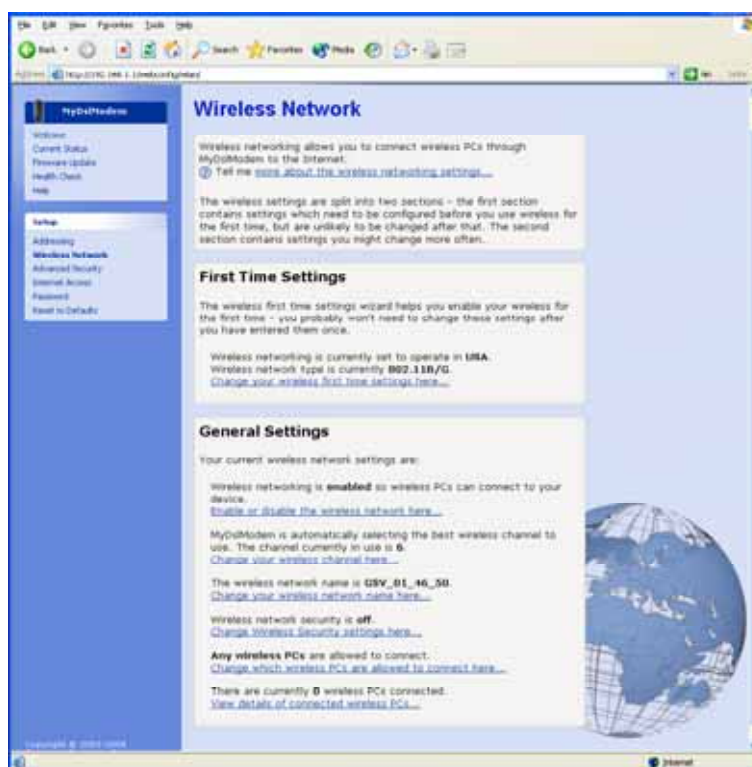 File Edit View Favorites Tools Help
Back Search Favorites Media
MyDslModem
Welcome
Current Status
Firmware Update
Health Check
Help
Setup
Addressing
Wireless Network
Advanced Security
Internet Access
Password
Reset to Defaults
Wireless Network
Wireless networking allows you to connect wireless PCs through
MyDslModem to the Internet.
Tell me more about the wireless networking settings...
The wireless settings are split into two sections - the first section
contains settings which need to be configured before you use wireless for
the first time, but are unlikely to be changed after that. The second
section contains settings you might change more often.
First Time Settings
The wireless first time settings wizard helps you enable your wireless for
the first time - you probably won't need to change these settings after
you have entered them once.
Wireless networking is currently set to operate in USA.
Wireless network type is currently 802.11B/G.
Change your wireless first time settings here...
General Settings
Your current wireless network settings are:
Wireless networking is enabled so wireless PCs can connect to your
device.
Enable or disable the wireless network here...
MyDslModem is automatically selecting the best wireless channel to
use. The channel currently in use is 6.
Change your wireless channel here...
The wireless network name is GSV_01_46_50.
Change your wireless network name here...
Wireless network security is off.
Change Wireless Security settings here...
Any wireless PCs are allowed to connect.
Change which wireless PCs are allowed to connect here...
There are currently 0 wireless PCs connected.
View details of connected wireless PCs...
Internet